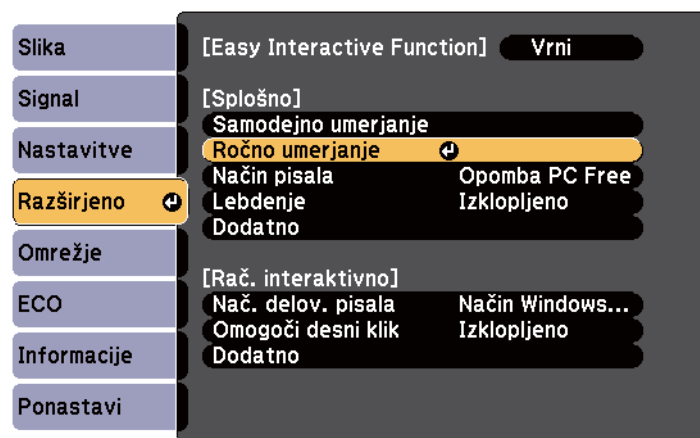 Slika
Signal
Nastavitve
Razširjeno
Omrežje
ECO
Informacije
Ponastavi
[Easy Interactive Function] Vrni
[Splošno]
Samodejno umerjanje
Ročno umerjanje
Način pisala Opomba PC Free
Lebdenje Izklopljeno
Dodatno
[Rač. interaktivno]
Nač. delov. pisala Način Windows...
Omogoči desni klik Izklopljeno
Dodatno